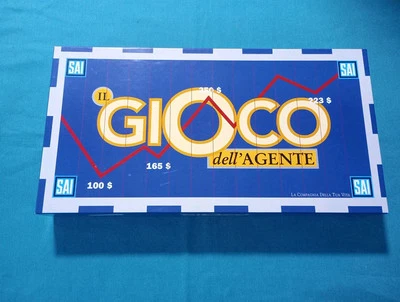 SAI
SAI
IL
GIOCO
dell'AGENTE
223 $
165 $
100 $
SAI
SAI
LA COMPAGNIA DELLA TUA VITA